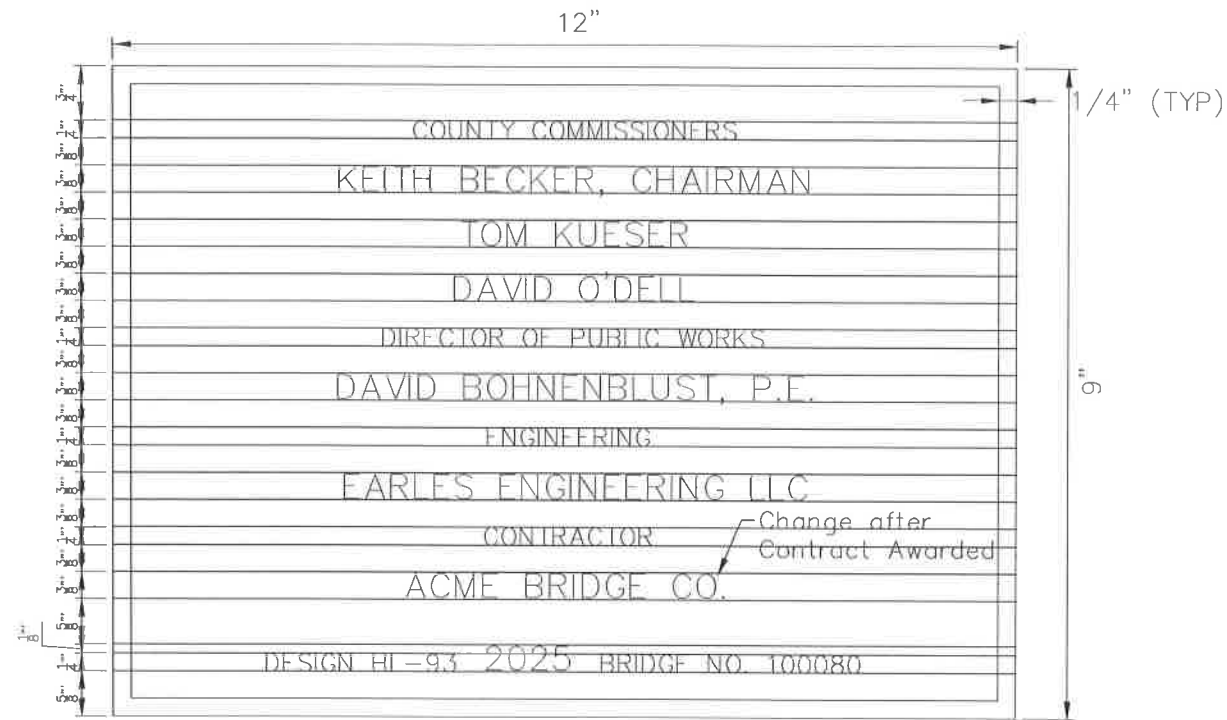 12"
1/4" (TYP)
COUNTY COMMISSIONERS
KEITH BECKER, CHAIRMAN
TOM KUESER
DAVID O'DELL
DIRECTOR OF PUBLIC WORKS
DAVID BOHNENBLUST, P.E.
9"
ENGINEERING
EARLES ENGINEERING LLC
CONTRACTOR
Change after
Contract Awarded
ACME BRIDGE CO.
DESIGN HL-93 2025 BRIDGE NO. 100080